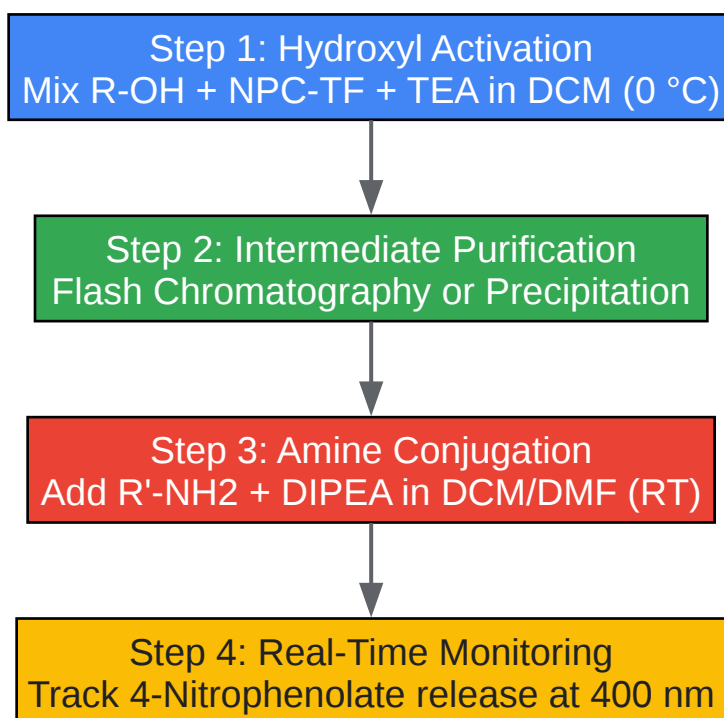 Step 1: Hydroxyl Activation
Mix R-OH + NPC-TF + TEA in DCM (0 °C)
Step 2: Intermediate Purification
Flash Chromatography or Precipitation
Step 3: Amine Conjugation
Add R'-NH2 + DIPEA in DCM/DMF (RT)
Step 4: Real-Time Monitoring
Track 4-Nitrophenolate release at 400 nm